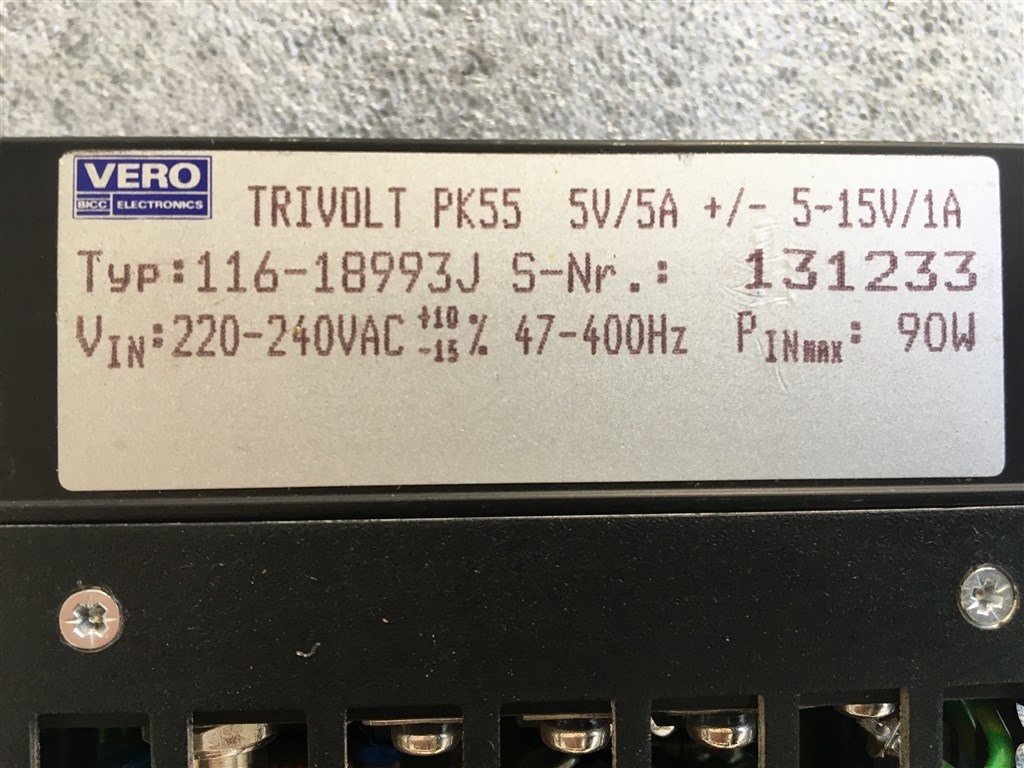 VERO
BICC ELECTRONICS
TRIVOLT PK55 5V/5A +/- 5-15V/1A
Typ:116-18993J S-Nr.: 131233
VIN:220-240VAC +10 -15 % 47-400Hz PINmax: 90W